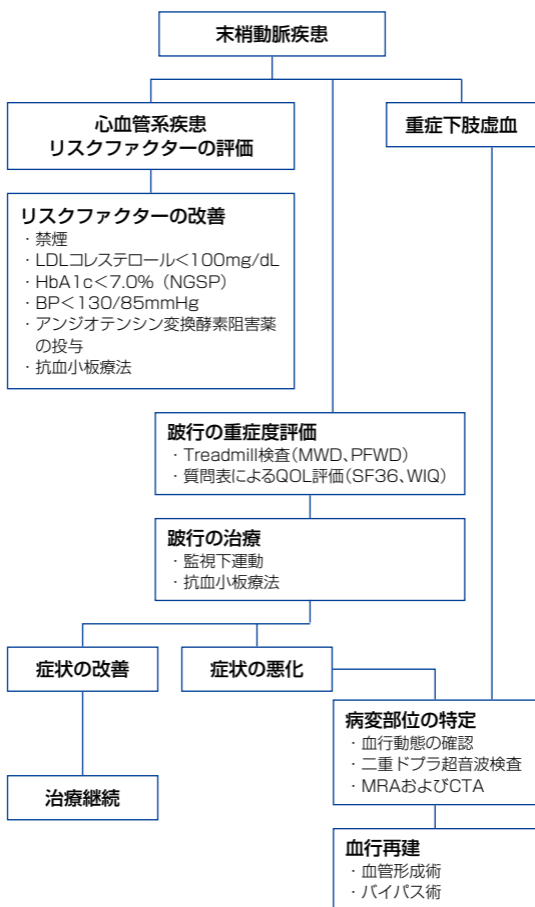 末梢動脈疾患
心血管系疾患
リスクファクターの評価
重症下肢虚血
リスクファクターの改善
・禁煙
・LDLコレステロール<100mg/dL
・HbA1c<7.0%（NGSP）
・BP<130/85mmHg
・アンジオテンシン変換酵素阻害薬
の投与
・抗血小板療法
跛行の重症度評価
・Treadmill検査(MWD、PFWD)
・質問表によるQOL評価(SF36、WIQ)
跛行の治療
・監視下運動
・抗血小板療法
症状の改善
症状の悪化
病変部位の特定
・血行動態の確認
・二重ドプラ超音波検査
・MRAおよびCTA
治療継続
血行再建
・血管形成術
・バイパス術